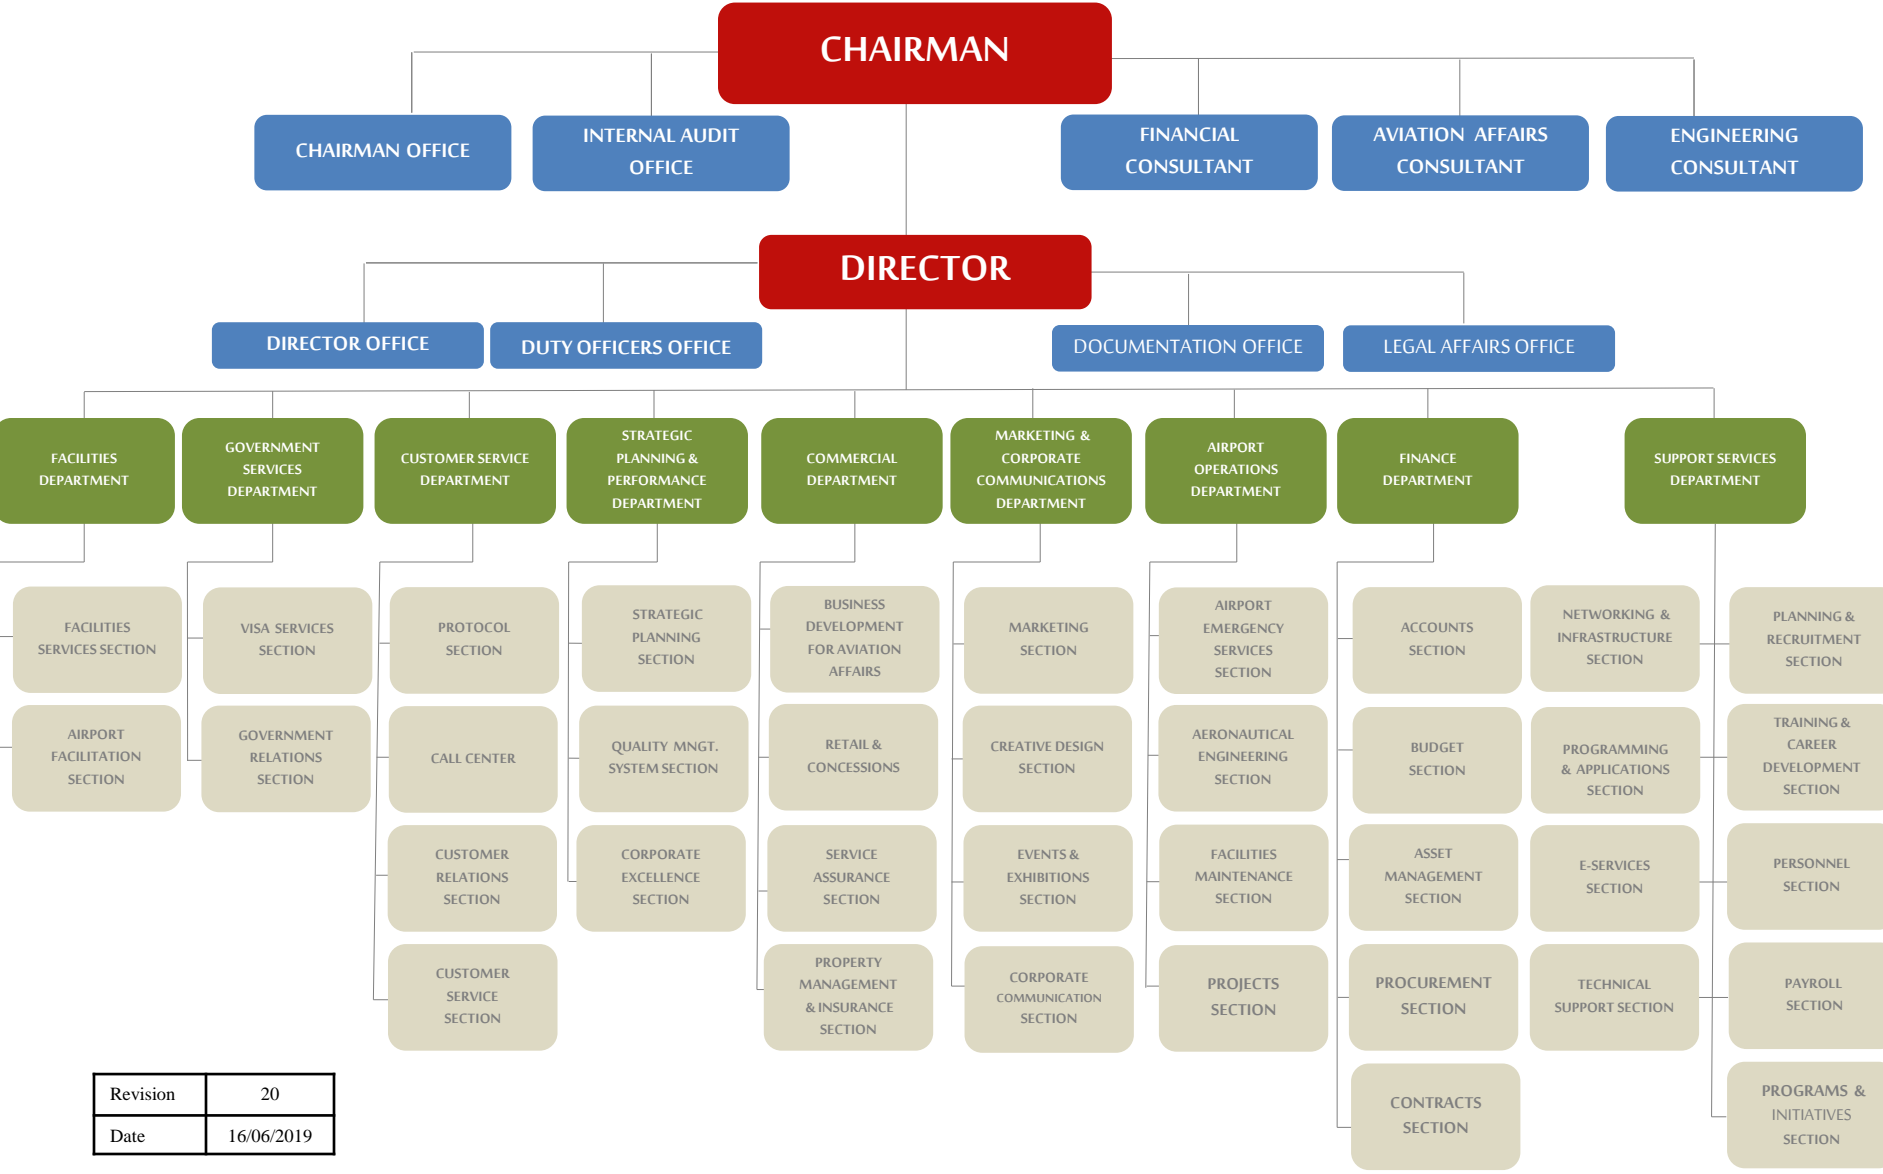 CHAIRMAN
CHAIRMAN OFFICE
INTERNAL AUDIT
OFFICE
FINANCIAL
CONSULTANT
AVIATION AFFAIRS
CONSULTANT
ENGINEERING
CONSULTANT
DIRECTOR
DIRECTOR OFFICE
DUTY OFFICERS OFFICE
DOCUMENTATION OFFICE
LEGAL AFFAIRS OFFICE
FACILITIES
DEPARTMENT
GOVERNMENT
SERVICES
DEPARTMENT
CUSTOMER SERVICE
DEPARTMENT
STRATEGIC
PLANNING &
PERFORMANCE
DEPARTMENT
COMMERCIAL
DEPARTMENT
MARKETING &
CORPORATE
COMMUNICATIONS
DEPARTMENT
AIRPORT
OPERATIONS
DEPARTMENT
FINANCE
DEPARTMENT
SUPPORT SERVICES
DEPARTMENT
FACILITIES
SERVICES SECTION
VISA SERVICES
SECTION
PROTOCOL
SECTION
STRATEGIC
PLANNING
SECTION
BUSINESS
DEVELOPMENT
FOR AVIATION
AFFAIRS
MARKETING
SECTION
AIRPORT
EMERGENCY
SERVICES
SECTION
ACCOUNTS
SECTION
NETWORKING &
INFRASTRUCTURE
SECTION
PLANNING &
RECRUITMENT
SECTION
AIRPORT
FACILITATION
SECTION
GOVERNMENT
RELATIONS
SECTION
CALL CENTER
QUALITY MNGT.
SYSTEM SECTION
RETAIL &
CONCESSIONS
CREATIVE DESIGN
SECTION
AERONAUTICAL
ENGINEERING
SECTION
BUDGET
SECTION
PROGRAMMING
& APPLICATIONS
SECTION
TRAINING &
CAREER
DEVELOPMENT
SECTION
CUSTOMER
RELATIONS
SECTION
CORPORATE
EXCELLENCE
SECTION
SERVICE
ASSURANCE
SECTION
EVENTS &
EXHIBITIONS
SECTION
FACILITIES
MAINTENANCE
SECTION
ASSET
MANAGEMENT
SECTION
E-SERVICES
SECTION
PERSONNEL
SECTION
CUSTOMER
SERVICE
SECTION
PROPERTY
MANAGEMENT
& INSURANCE
SECTION
CORPORATE
COMMUNICATION
SECTION
PROJECTS
SECTION
PROCUREMENT
SECTION
TECHNICAL
SUPPORT SECTION
PAYROLL
SECTION
CONTRACTS
SECTION
PROGRAMS &
INITIATIVES
SECTION
Revision 20
Date 16/06/2019